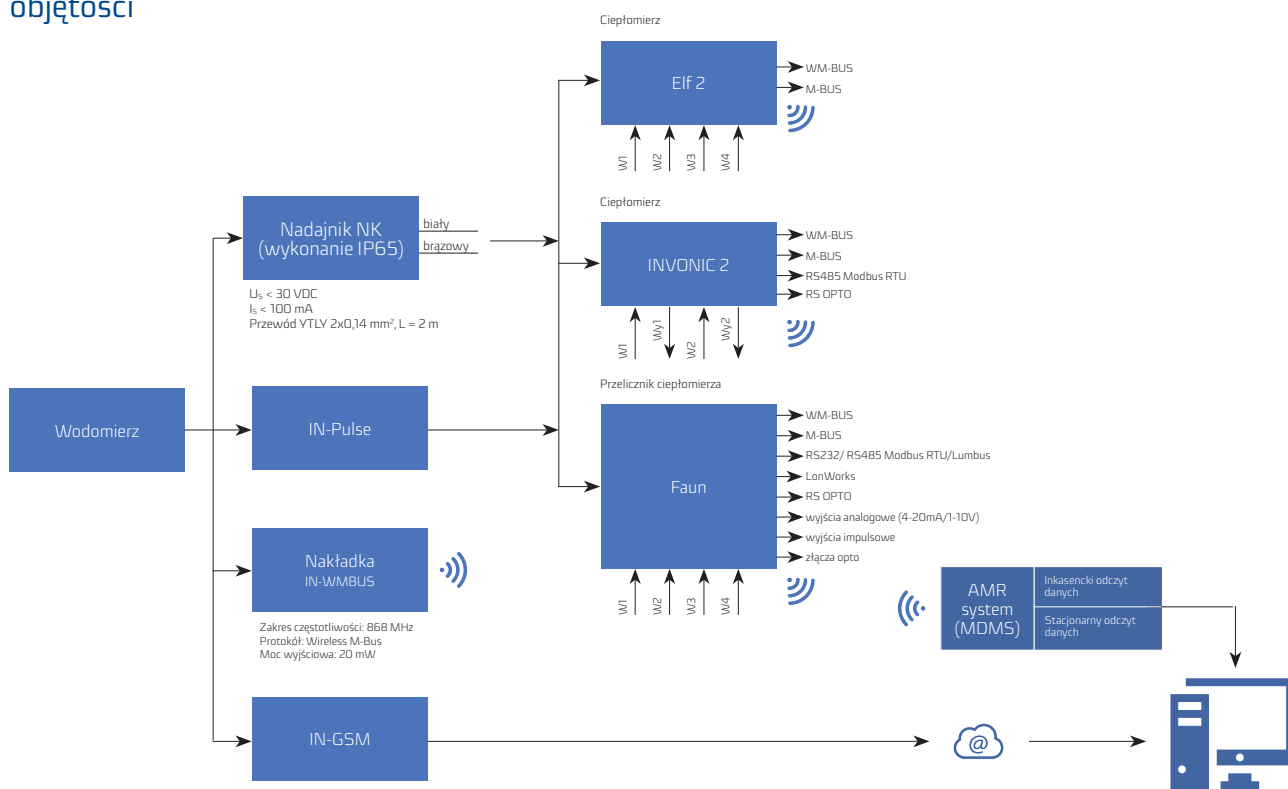 objętości
Ciepłomierz
Elf 2
WM-BUS
M-BUS
W1
W2
W3
W4
Nadajnik NK
(wykonanie IP65)
biały
brązowy
Us < 30 VDC
Is < 100 mA
Przewód YTLY 2x0,14 mm², L = 2 m
Ciepłomierz
INVONIC 2
WM-BUS
M-BUS
RS485 Modbus RTU
RS OPTO
W1
Wy1
W2
Wy2
Wodomierz
IN-Pulse
Przelicznik ciepłomierza
Faun
WM-BUS
M-BUS
RS232/ RS485 Modbus RTU/Lumbus
LonWorks
RS OPTO
wyjścia analogowe (4-20mA/1-10V)
wyjścia impulsowe
złącza opto
W1
W2
W3
W4
Nakładka
IN-WMBUS
Zakres częstotliwości: 868 MHz
Protokół: Wireless M-Bus
Moc wyjściowa: 20 mW
AMR
system
(MDMS)
Inkasencki odczyt
danych
Stacjonarny odczyt
danych
IN-GSM
@